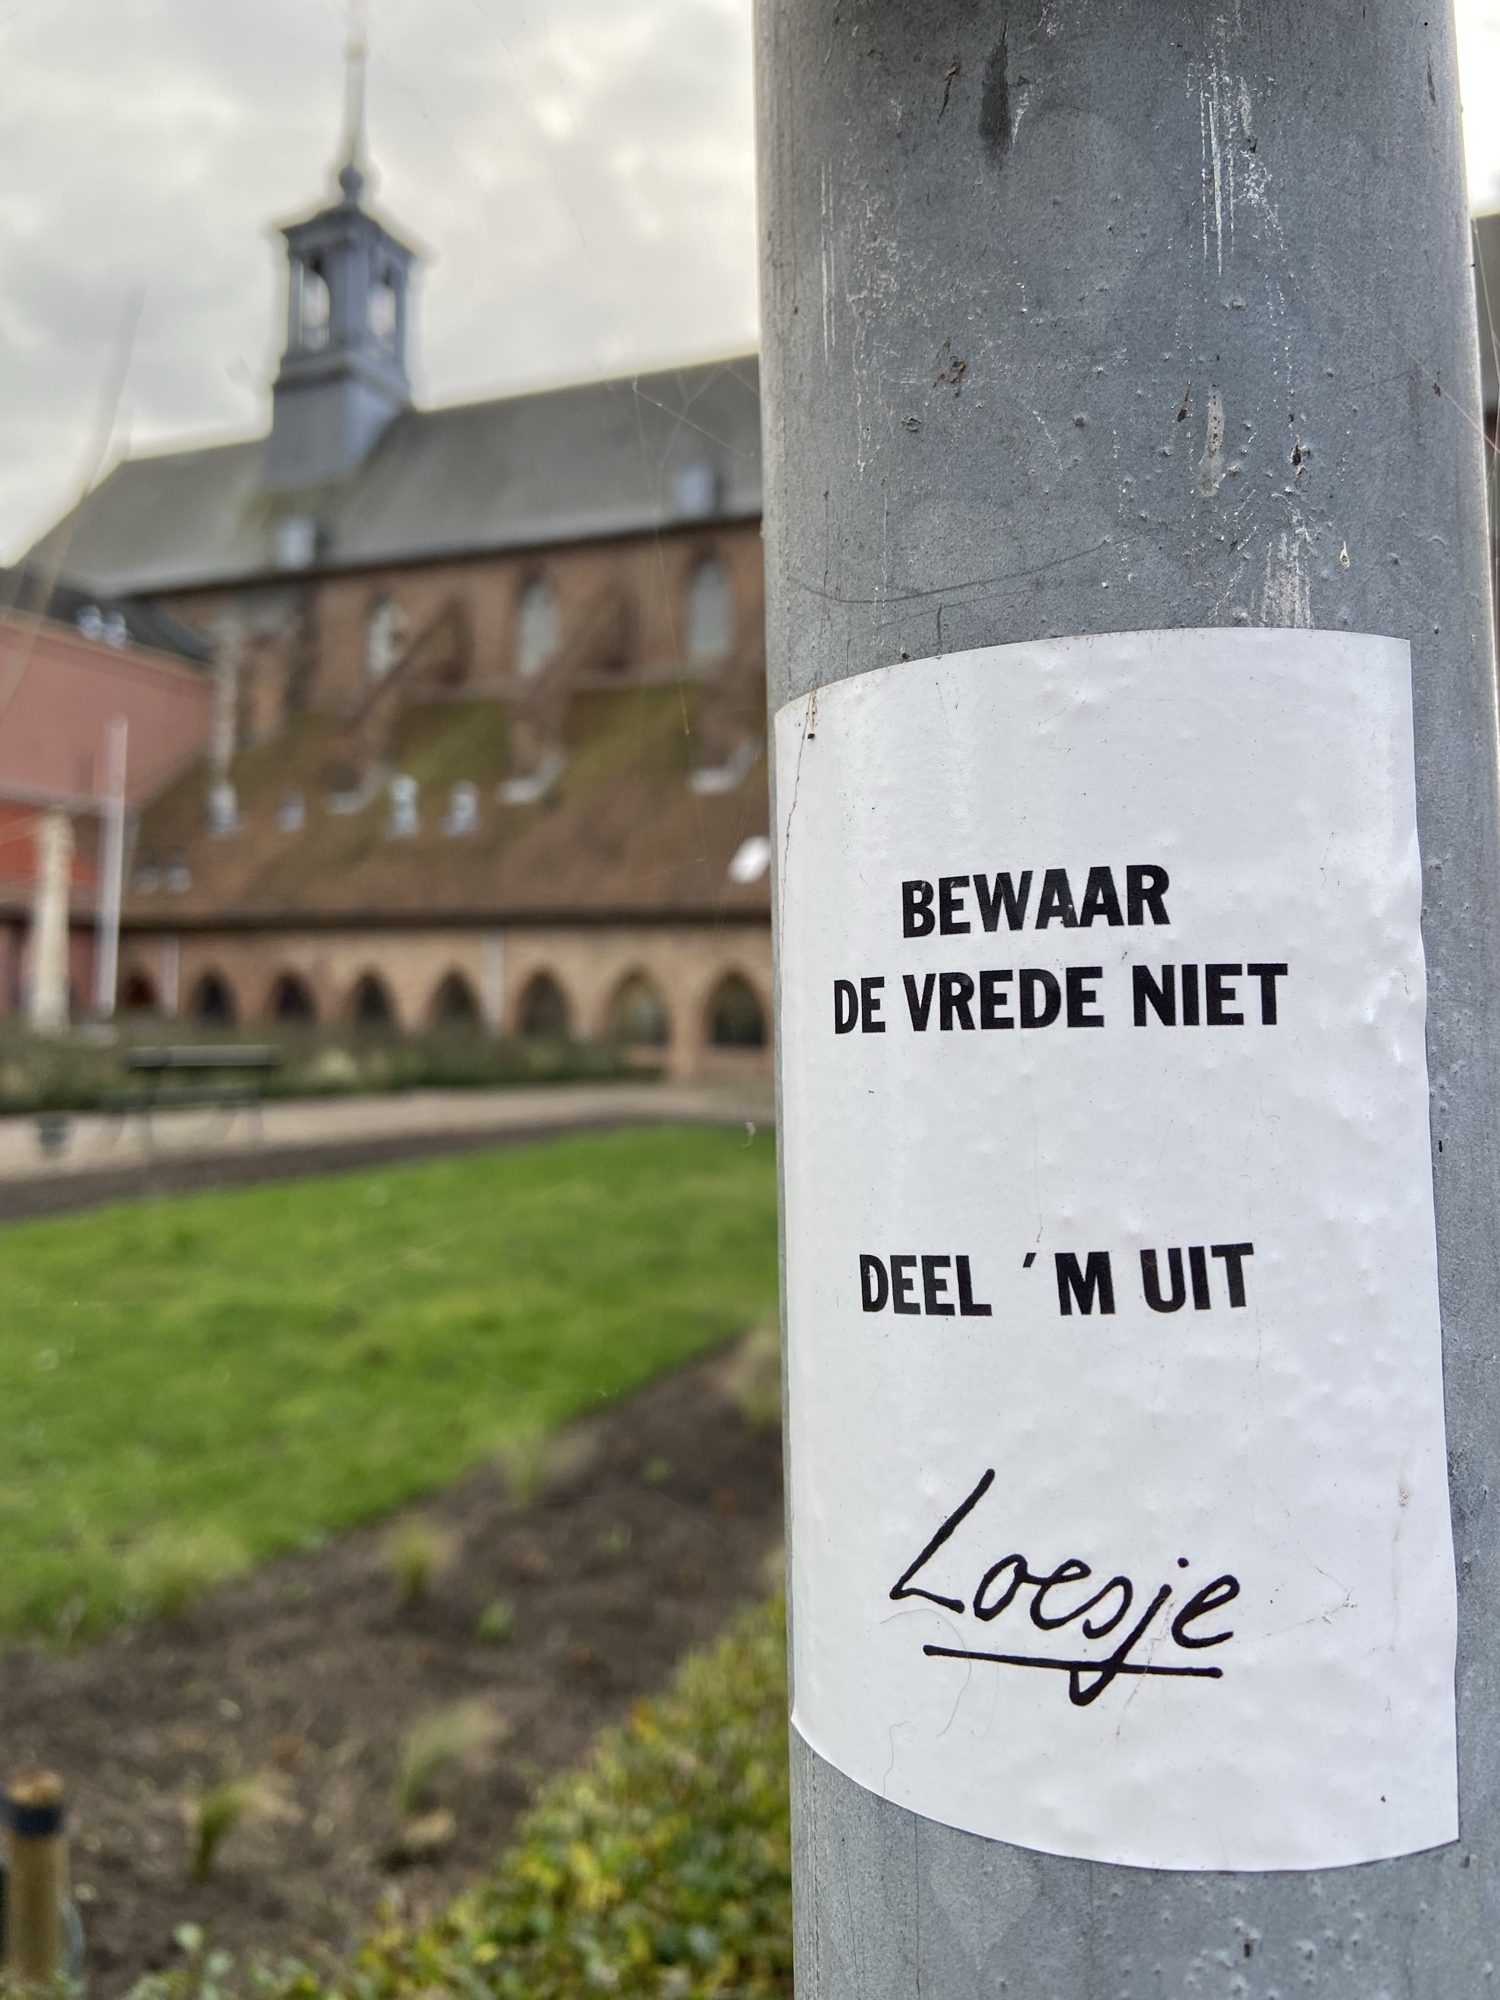 BEWAAR
DE VREDE NIET
DEEL ´M UIT
Loesje